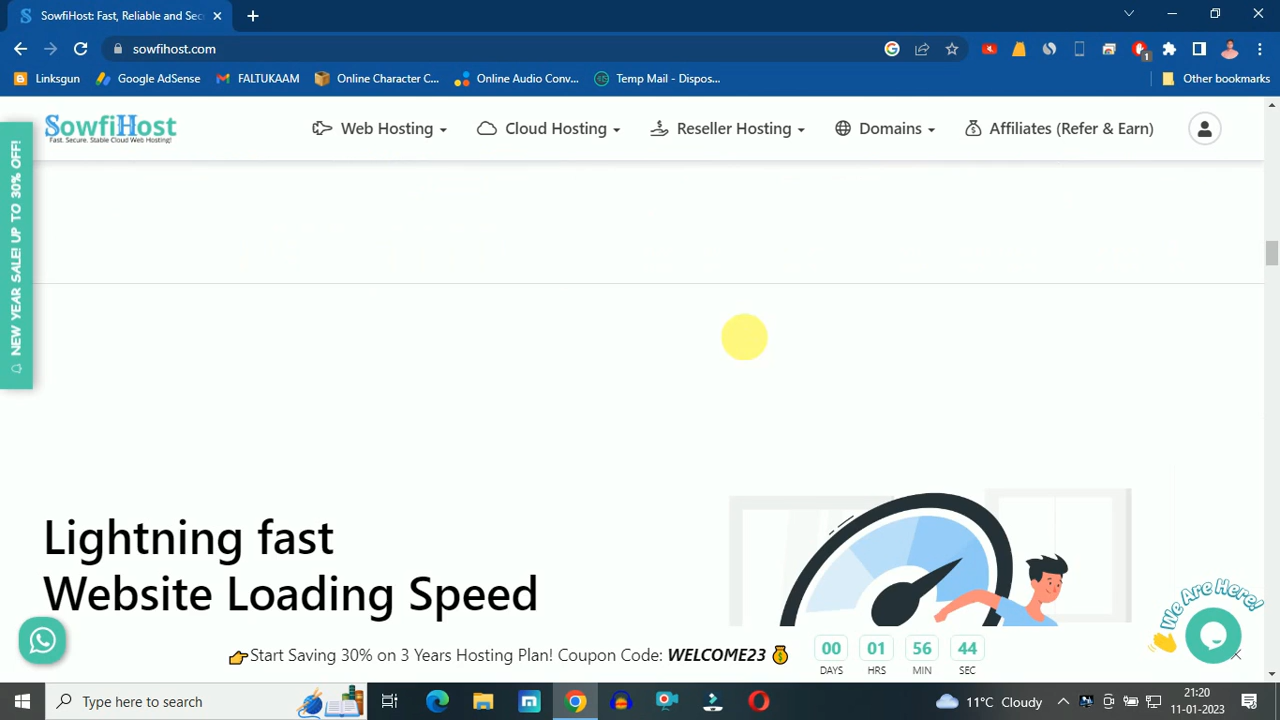 SowfiHost: Fast, Reliable and Sec
sowfihost.com
Linksgun
Google AdSense
FALTUKAAM
Online Character C...
Online Audio Conv...
Temp Mail - Dispos...
Other bookmarks
SowfiHost
Fast. Secure. Stable Cloud Web Hosting!
Web Hosting
Cloud Hosting
Reseller Hosting
Domains
Affiliates (Refer & Earn)
NEW YEAR SALE! UP TO 30% OFF!
Lightning fast
Website Loading Speed
We Are Here!
👉Start Saving 30% on 3 Years Hosting Plan! Coupon Code: WELCOME23 💰
00 01 56 44
DAYS HRS MIN SEC
Type here to search
11°C Cloudy
21:20
11-01-2023